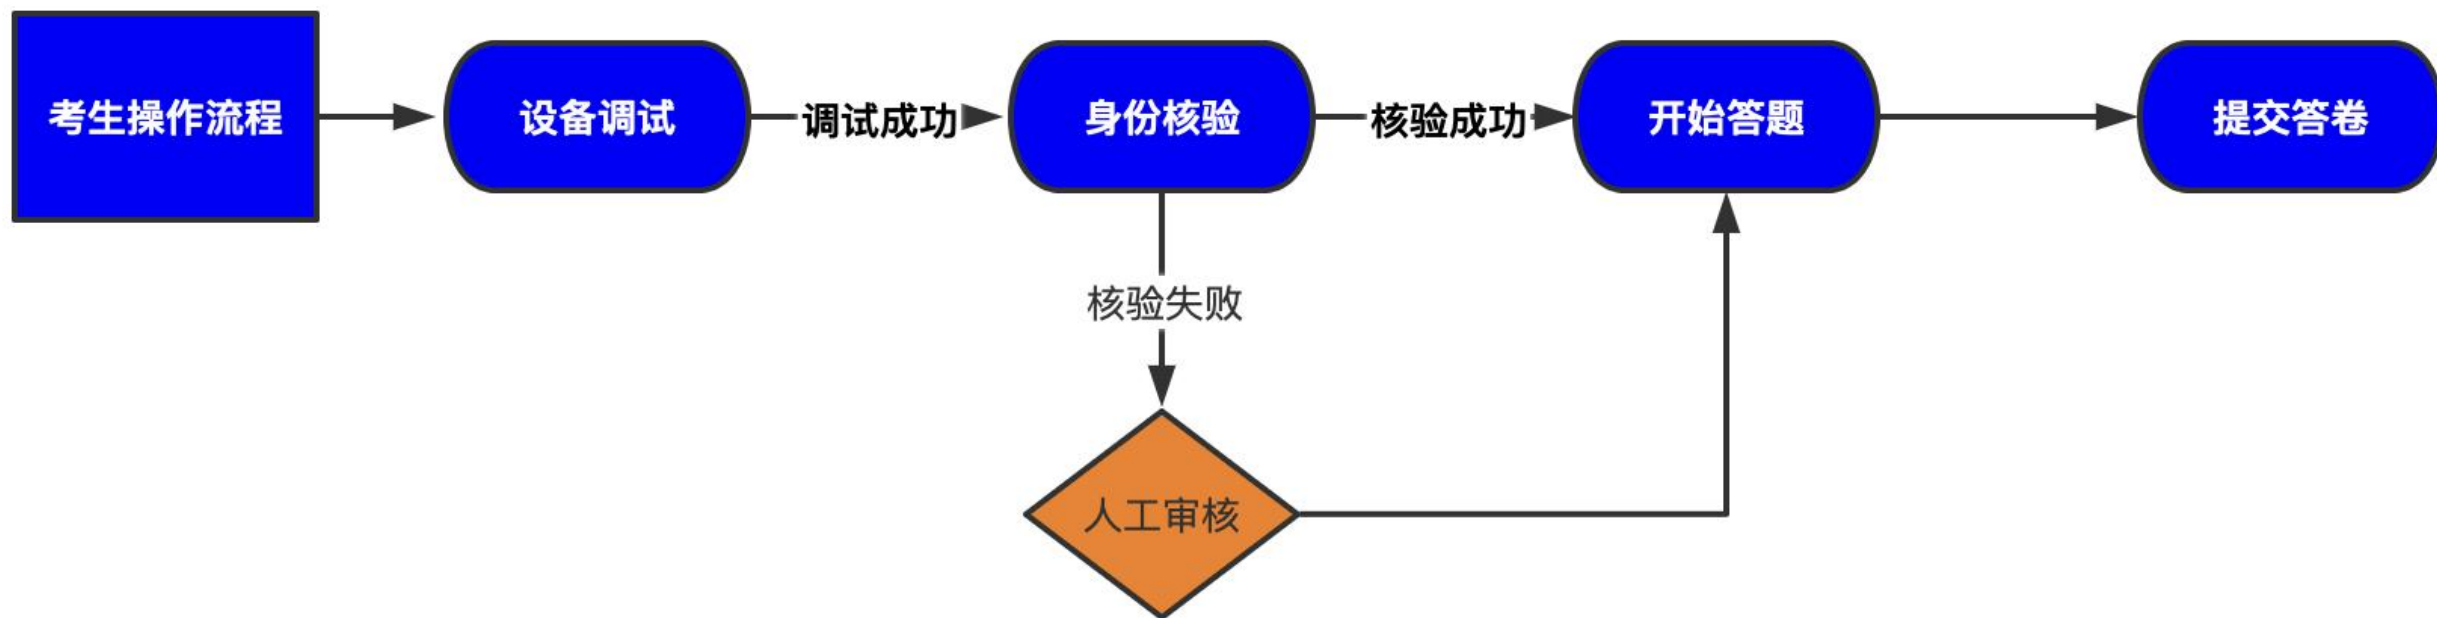 考生操作流程
设备调试
调试成功
身份核验
核验成功
开始答题
提交答卷
核验失败
人工审核